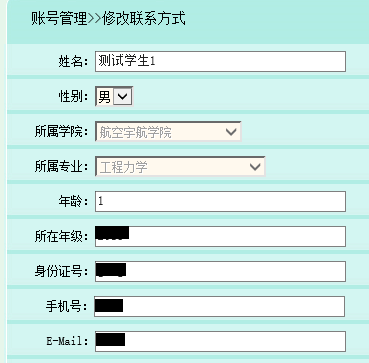 账号管理>>修改联系方式
姓名: 测试学生1
性别: 男
所属学院: 航空宇航学院
所属专业: 工程力学
年龄: 1
所在年级:
身份证号:
手机号:
E-Mail: